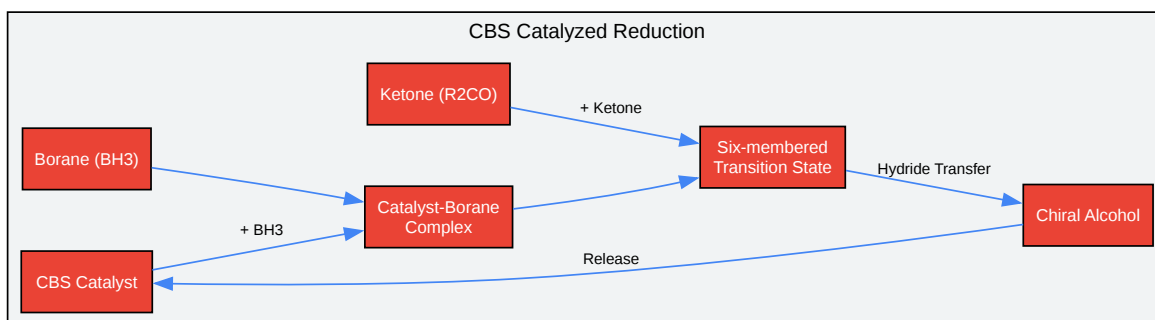 CBS Catalyzed Reduction
Ketone (R2CO)
+ Ketone
Borane (BH3)
Six-membered
Transition State
Hydride Transfer
Catalyst-Borane
Complex
Chiral Alcohol
+ BH3
Release
CBS Catalyst